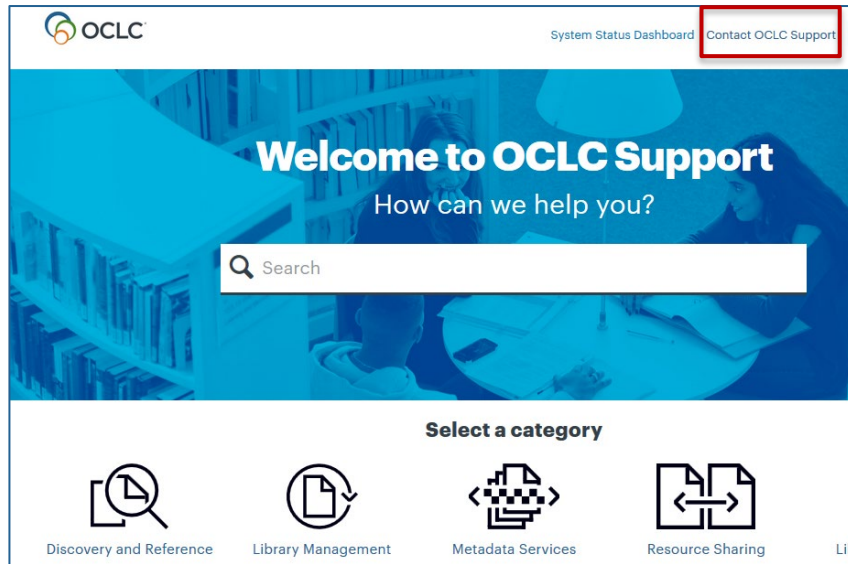 OCLC
System Status Dashboard Contact OCLC Support
Welcome to OCLC Support
How can we help you?
Search
Select a category
Discovery and Reference Library Management Metadata Services Resource Sharing